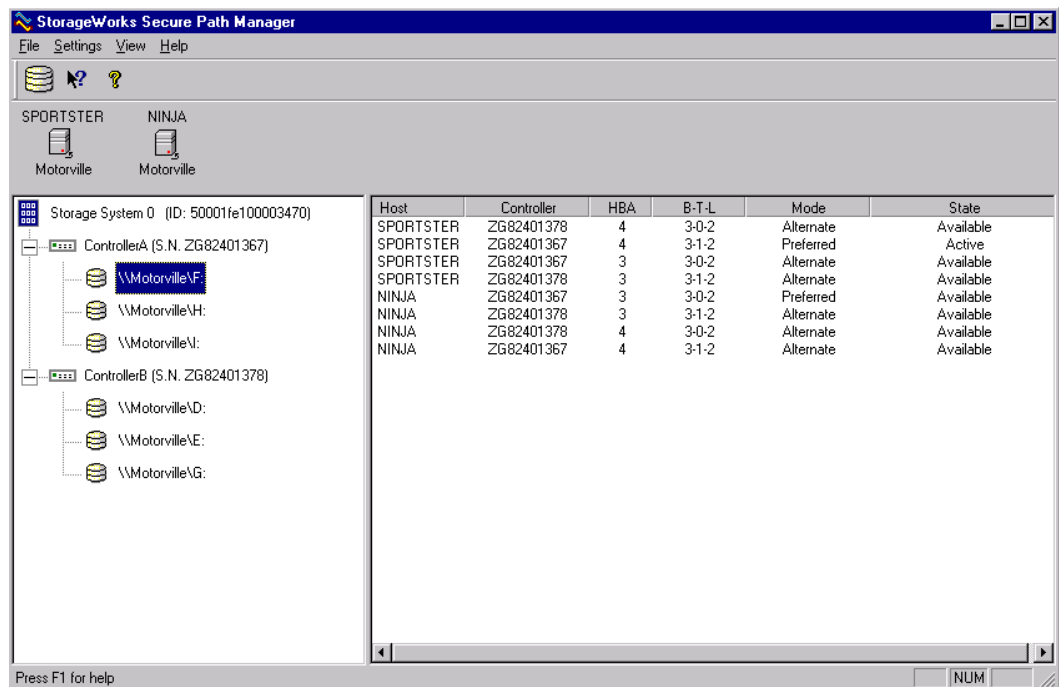 StorageWorks Secure Path Manager
File Settings View Help
SPORTSTER NINJA
Motorville Motorville
Storage System 0 (ID: 50001fe100003470)
ControllerA (S.N. ZG82401367)
\\Motorville\F:
\\Motorville\H:
\\Motorville\I:
ControllerB (S.N. ZG82401378)
\\Motorville\D:
\\Motorville\E:
\\Motorville\G:
Host Controller HBA B-T-L Mode State
SPORTSTER ZG82401378 4 3-0-2 Alternate Available
SPORTSTER ZG82401367 4 3-1-2 Preferred Active
SPORTSTER ZG82401367 3 3-0-2 Alternate Available
SPORTSTER ZG82401378 3 3-1-2 Alternate Available
NINJA ZG82401367 3 3-0-2 Preferred Available
NINJA ZG82401378 3 3-1-2 Alternate Available
NINJA ZG82401378 4 3-0-2 Alternate Available
NINJA ZG82401367 4 3-1-2 Alternate Available
Press F1 for help NUM